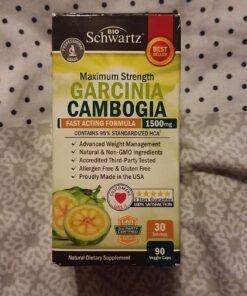 BIO
Schwartz
BEST
SELLER
Maximum Strength
GARCINIA
CAMBOGIA
FAST ACTING FORMULA 1500mg
CONTAINS 95% STANDARDIZED HCA
• Advanced Weight Management
• Natural & Non-GMO Ingredients
• Accredited Third-Party Tested
• Allergen Free & Gluten Free
• Proudly Made in the USA
100% SATISFACTION
30
90
Veggie Caps
Natural Dietary Supplement